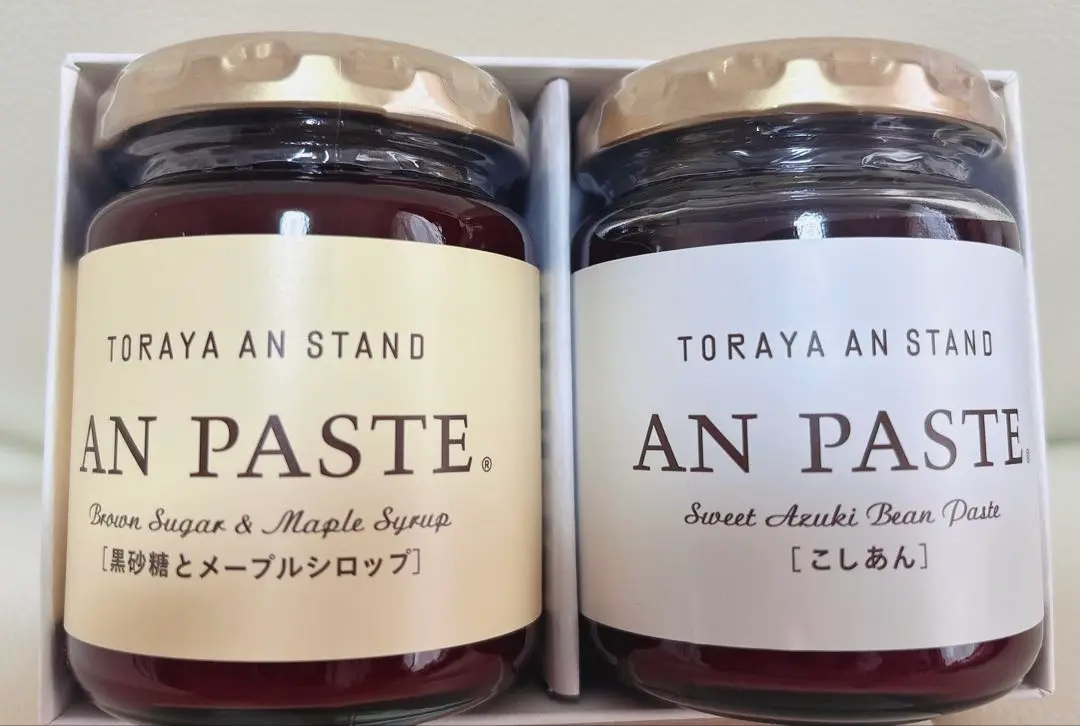 TORAYA AN STAND
AN PASTE®
Brown Sugar & Maple Syrup
[黒砂糖とメープルシロップ]
TORAYA AN STAND
AN PASTE®
Sweet Azuki Bean Paste
[こしあん]